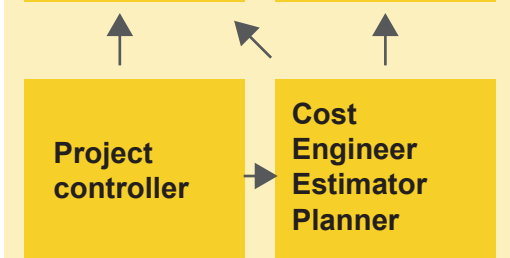 Project
controller
Cost
Engineer
Estimator
Planner